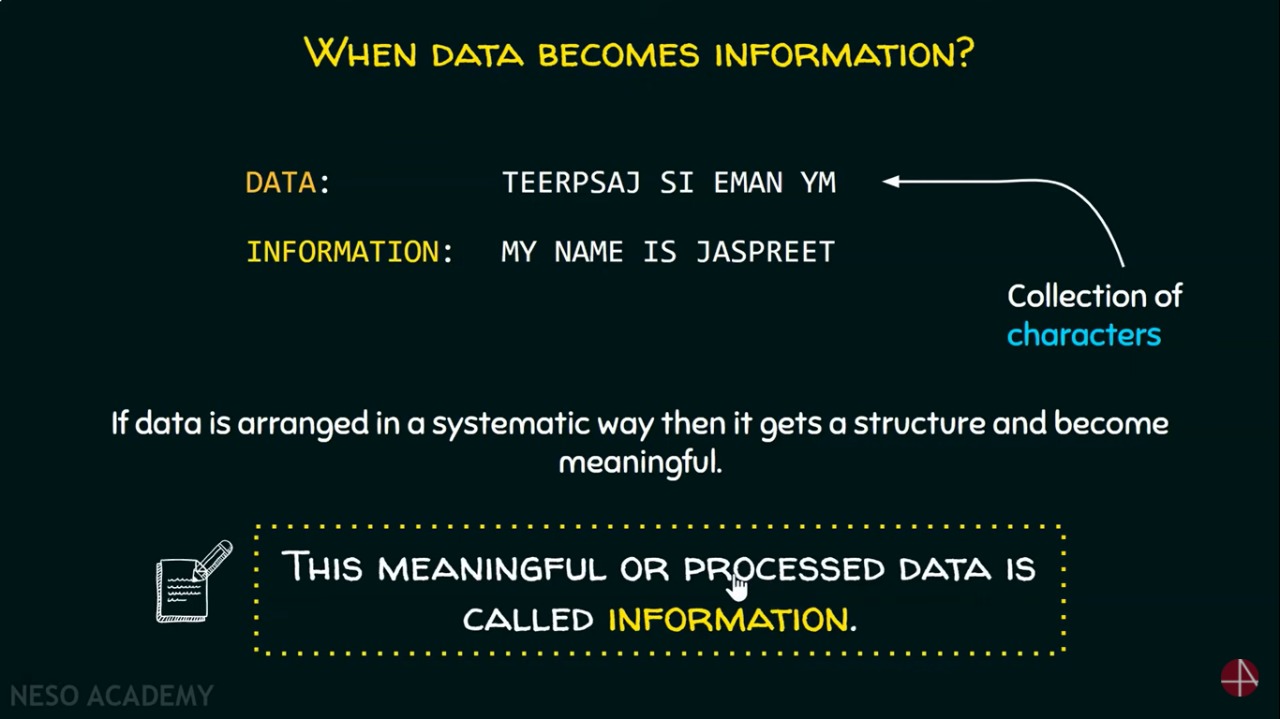 WHEN DATA BECOMES INFORMATION?
DATA: TEERPSAJ SI EMAN YM
INFORMATION: MY NAME IS JASPREET
Collection of
characters
If data is arranged in a systematic way then it gets a structure and become
meaningful.
THIS MEANINGFUL OR PROCESSED DATA IS
CALLED INFORMATION.
NESO ACADEMY